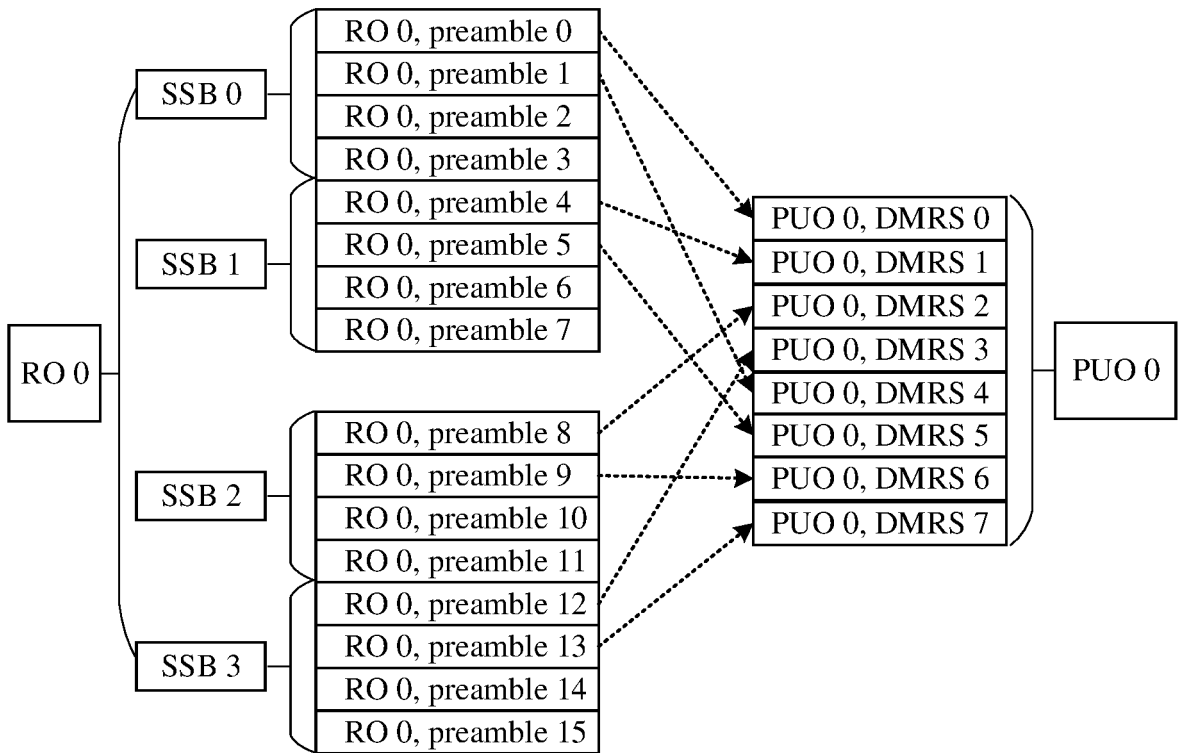 RO 0
SSB 0
SSB 1
SSB 2
SSB 3
RO 0, preamble 0
RO 0, preamble 1
RO 0, preamble 2
RO 0, preamble 3
RO 0, preamble 4
RO 0, preamble 5
RO 0, preamble 6
RO 0, preamble 7
RO 0, preamble 8
RO 0, preamble 9
RO 0, preamble 10
RO 0, preamble 11
RO 0, preamble 12
RO 0, preamble 13
RO 0, preamble 14
RO 0, preamble 15
PUO 0, DMRS 0
PUO 0, DMRS 1
PUO 0, DMRS 2
PUO 0, DMRS 3
PUO 0, DMRS 4
PUO 0, DMRS 5
PUO 0, DMRS 6
PUO 0, DMRS 7
PUO 0